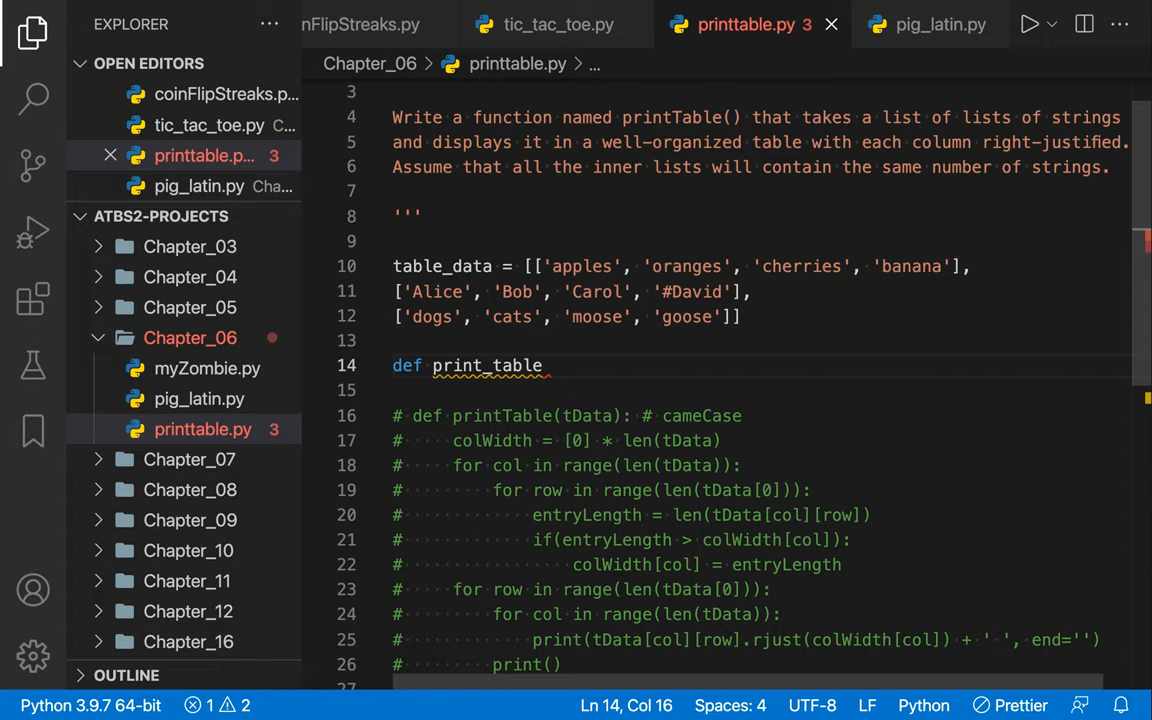 EXPLORER
nFlipStreaks.py
tic_tac_toe.py
printtable.py 3
pig_latin.py
OPEN EDITORS
coinFlipStreaks.p...
tic_tac_toe.py C...
printtable.p... 3
pig_latin.py Cha...
ATBS2-PROJECTS
Chapter_03
Chapter_04
Chapter_05
Chapter_06
myZombie.py
pig_latin.py
printtable.py 3
Chapter_07
Chapter_08
Chapter_09
Chapter_10
Chapter_11
Chapter_12
Chapter_16
OUTLINE
Chapter_06 > printtable.py > ...
3
4 Write a function named printTable() that takes a list of lists of strings
5 and displays it in a well-organized table with each column right-justified.
6 Assume that all the inner lists will contain the same number of strings.
7
8 '''
9
10 table_data = [['apples', 'oranges', 'cherries', 'banana'],
11 ['Alice', 'Bob', 'Carol', '#David'],
12 ['dogs', 'cats', 'moose', 'goose']]
13
14 def print_table
15
16 # def printTable(tData): # cameCase
17 #     colWidth = [0] * len(tData)
18 #     for col in range(len(tData)):
19 #         for row in range(len(tData[0])):
20 #             entryLength = len(tData[col][row])
21 #             if(entryLength > colWidth[col]):
22 #                 colWidth[col] = entryLength
23 #     for row in range(len(tData[0])):
24 #         for col in range(len(tData)):
25 #             print(tData[col][row].rjust(colWidth[col]) + ' ', end='')
26 #         print()
27
Python 3.9.7 64-bit 1 2 Ln 14, Col 16 Spaces: 4 UTF-8 LF Python Prettier